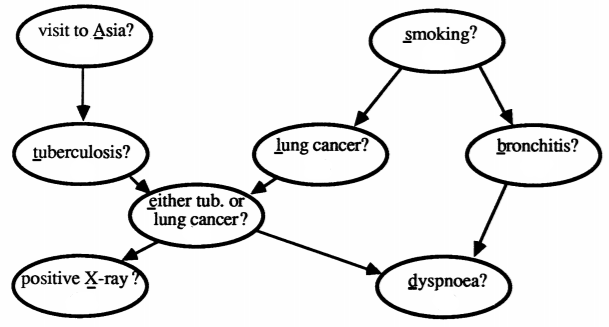 visit to Asia?
smoking?
tuberculosis?
lung cancer?
bronchitis?
either tub. or
lung cancer?
positive X-ray ?
dyspnoea?